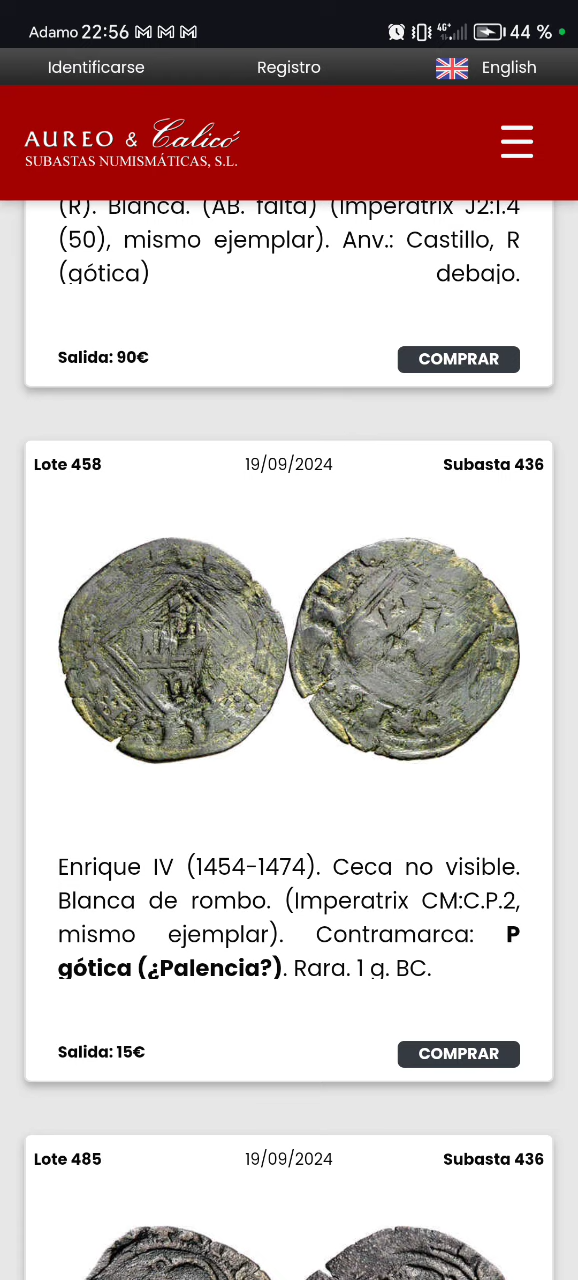 Adamo 22:56 44 %
Identificarse Registro English
AUREO & Calicó
SUBASTAS NUMISMÁTICAS, S.L.
(R). Blanca. (AB. falta) (Imperatrix J2:1.4
(50), mismo ejemplar). Anv.: Castillo, R
(gótica) debajo.
Salida: 90€ COMPRAR
Lote 458 19/09/2024 Subasta 436
Enrique IV (1454-1474). Ceca no visible.
Blanca de rombo. (Imperatrix CM:C.P.2,
mismo ejemplar). Contramarca: P
gótica (¿Palencia?). Rara. 1 g. BC.
Salida: 15€ COMPRAR
Lote 485 19/09/2024 Subasta 436